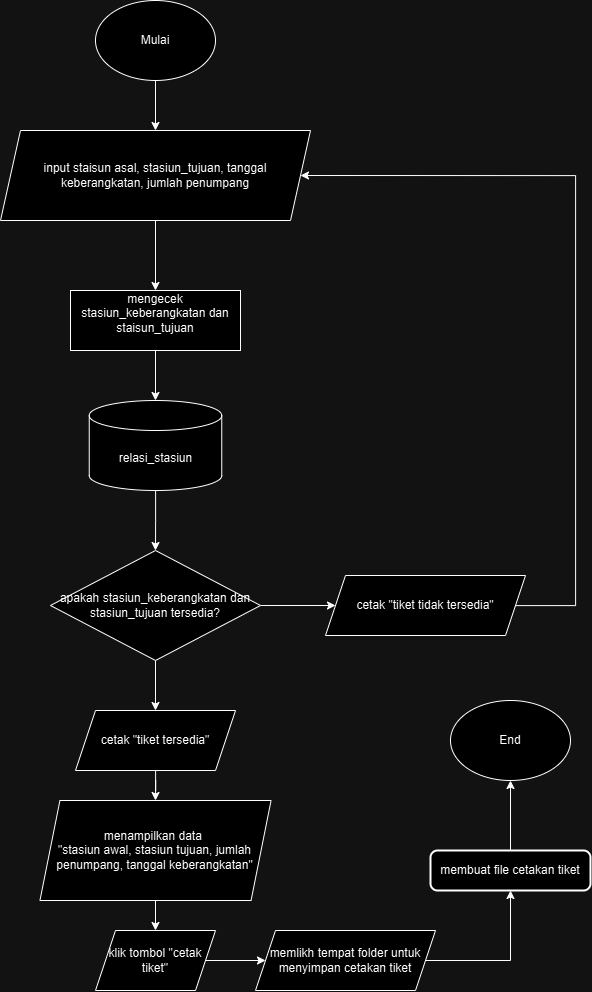 Mulai
input staisun asal, stasiun_tujuan, tanggal
keberangkatan, jumlah penumpang
mengecek
stasiun_keberangkatan dan
staisun_tujuan
relasi_stasiun
apakah stasiun_keberangkatan dan
stasiun_tujuan tersedia?
cetak "tiket tidak tersedia"
cetak "tiket tersedia"
End
menampilkan data
"stasiun awal, stasiun tujuan, jumlah
penumpang, tanggal keberangkatan"
membuat file cetakan tiket
klik tombol "cetak
tiket"
memlikh tempat folder untuk
menyimpan cetakan tiket